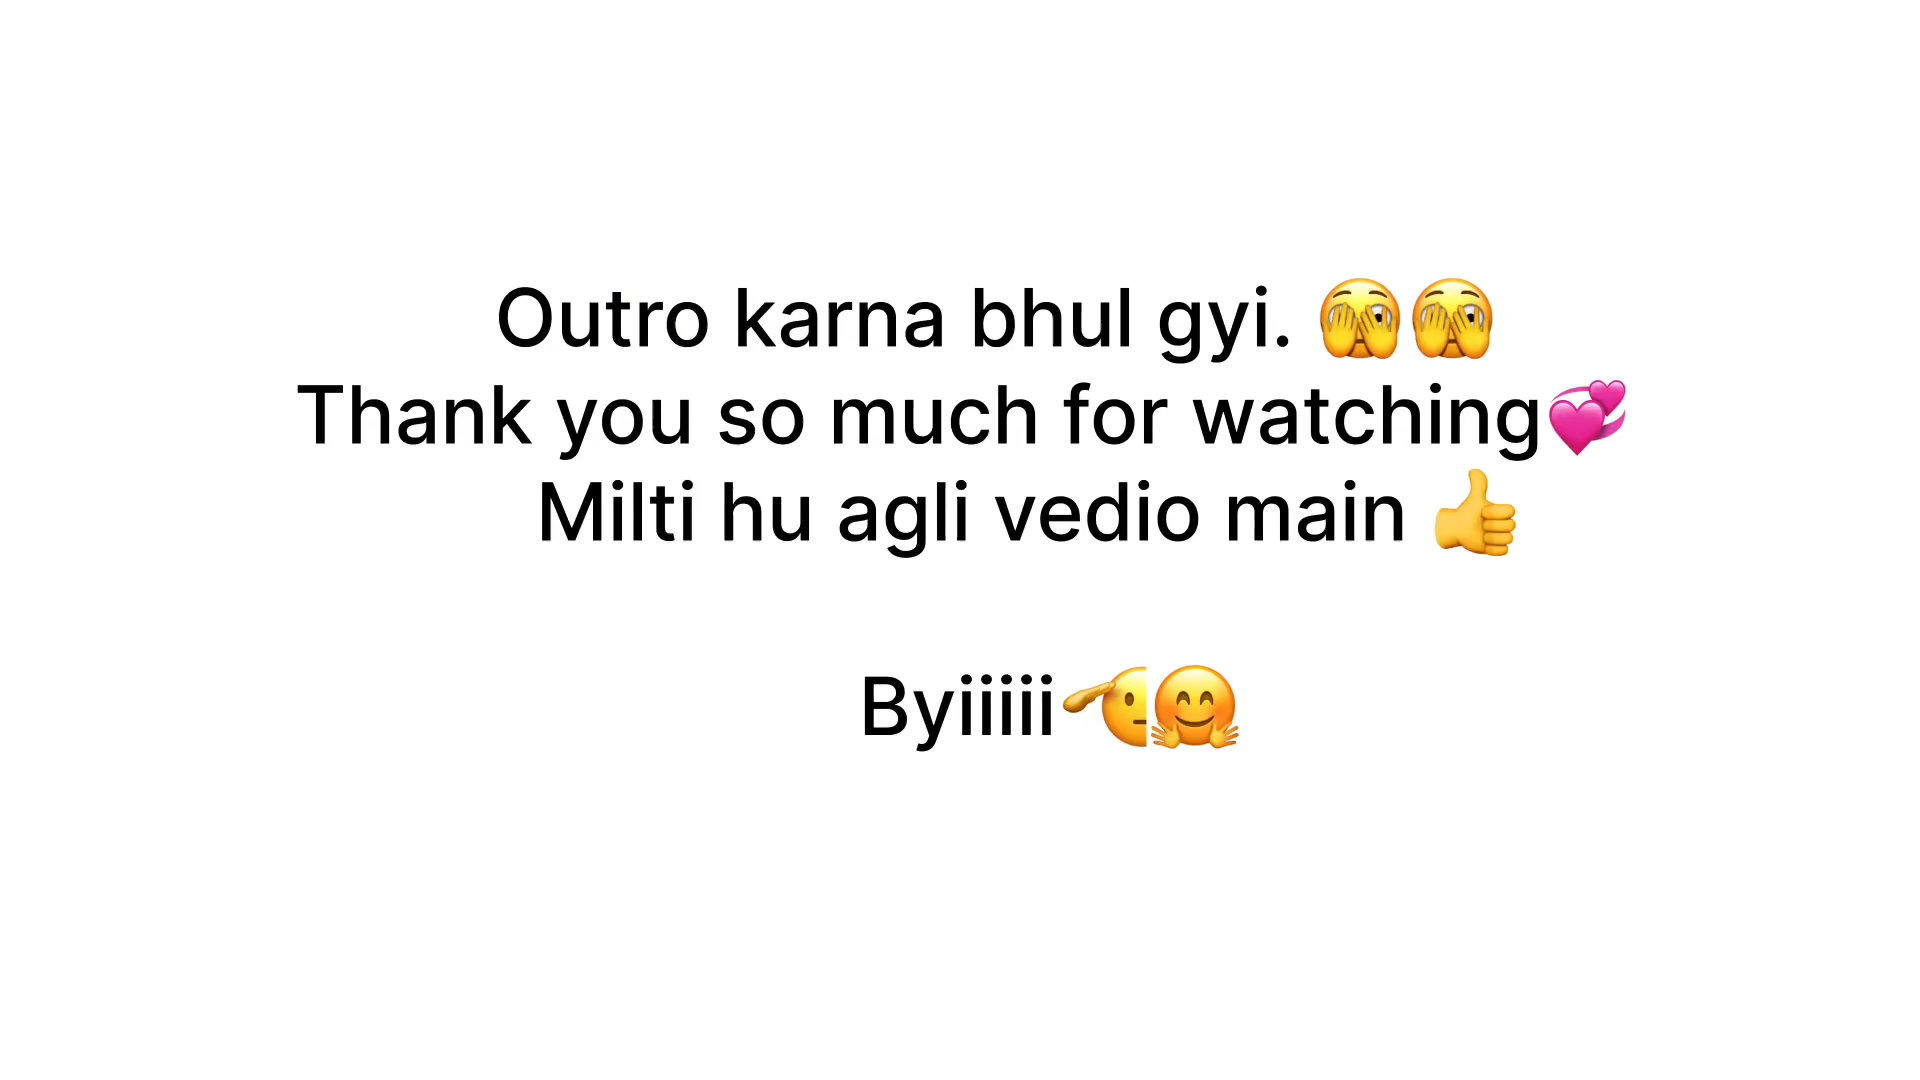 Outro karna bhul gyi. 🫣🫣
Thank you so much for watching💞
Milti hu agli vedio main 👍
Byiiiii🫡🤗